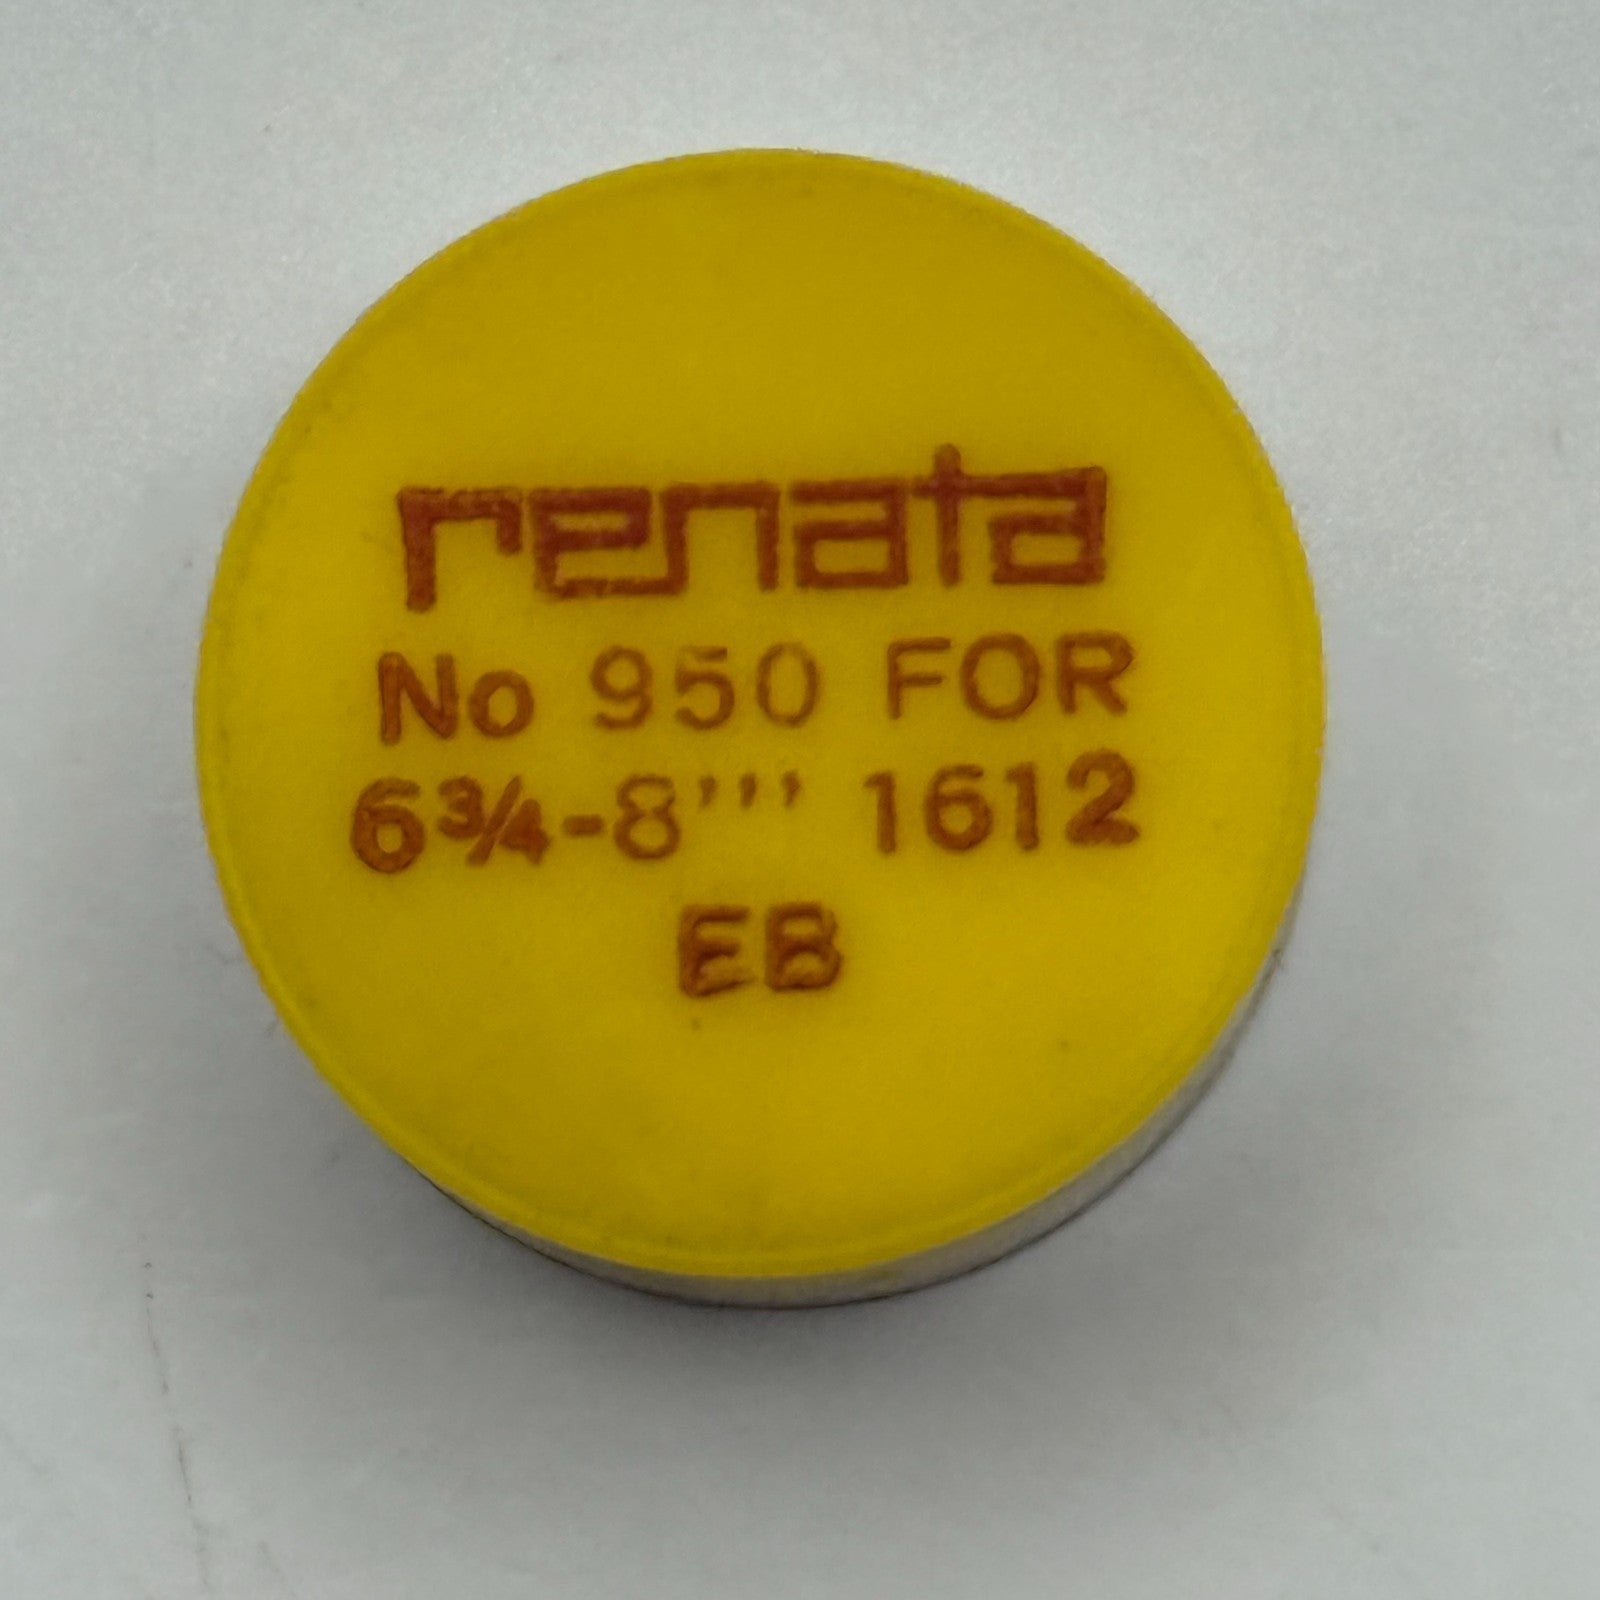 renata
No 950 FOR
6¾-8''' 1612
EB